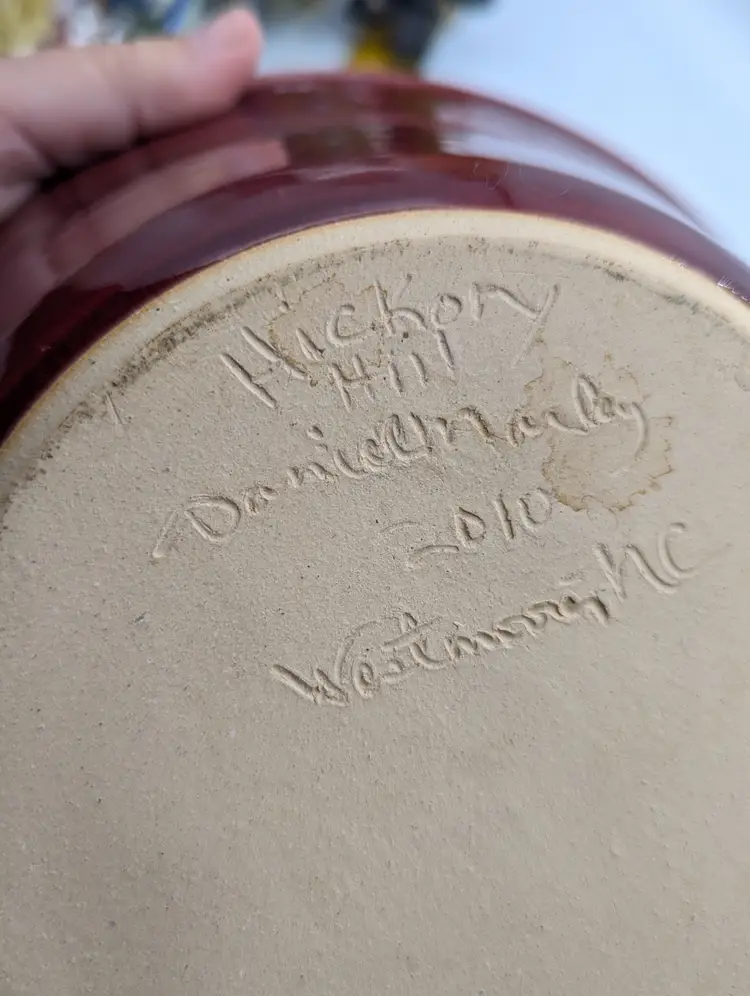 Hickory
Hill
Daniel Marley
2010
Westmoore, NC